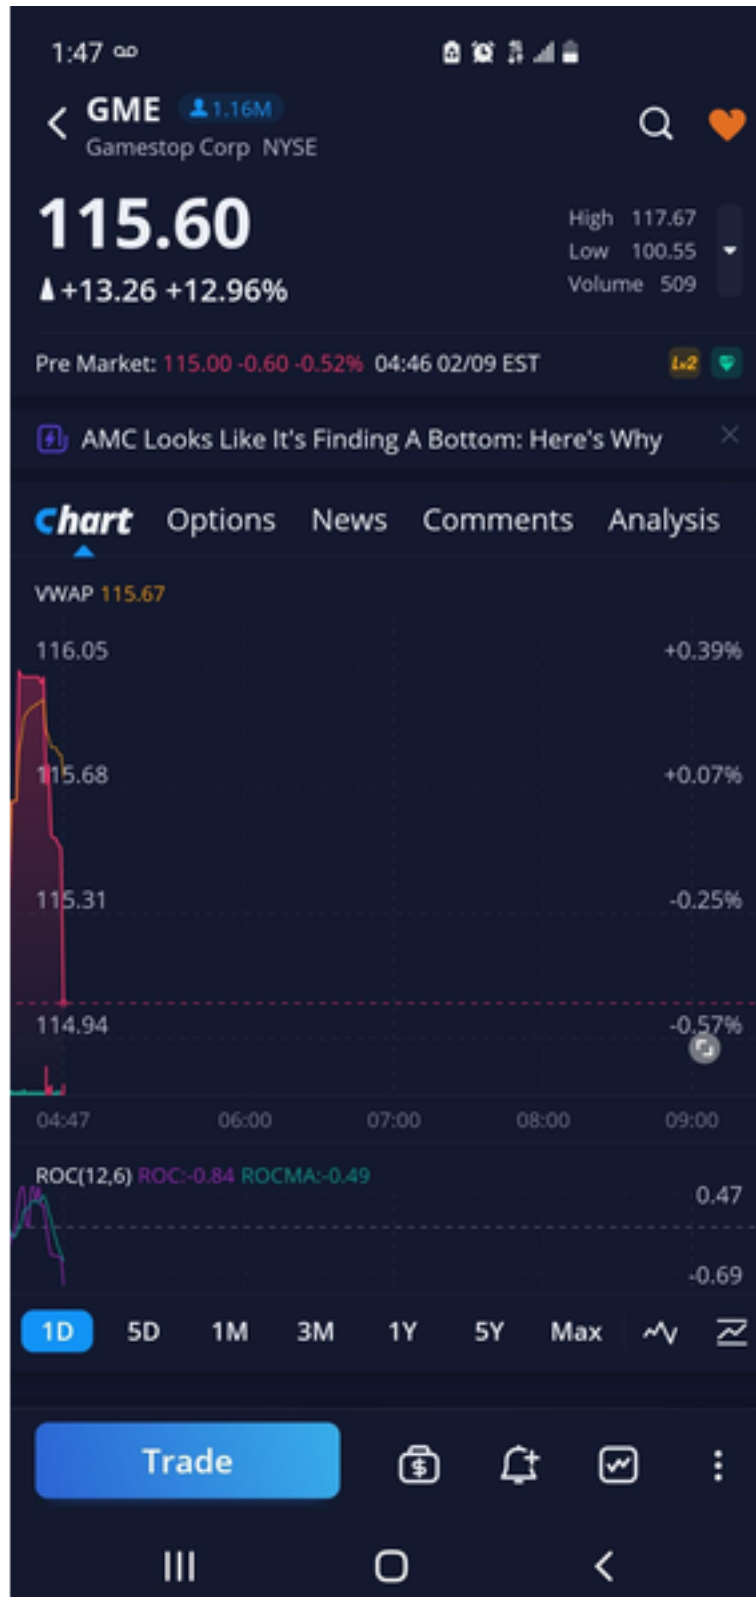 1:47
GME 1.16M
Gamestop Corp NYSE
115.60
+13.26 +12.96%
High 117.67
Low 100.55
Volume 509
Pre Market: 115.00 -0.60 -0.52% 04:46 02/09 EST
Lv2
AMC Looks Like It's Finding A Bottom: Here's Why
Chart Options News Comments Analysis
VWAP 115.67
116.05 +0.39%
115.68 +0.07%
115.31 -0.25%
114.94 -0.57%
04:47 06:00 07:00 08:00 09:00
ROC(12,6) ROC:-0.84 ROCMA:-0.49
0.47
-0.69
1D 5D 1M 3M 1Y 5Y Max
Trade